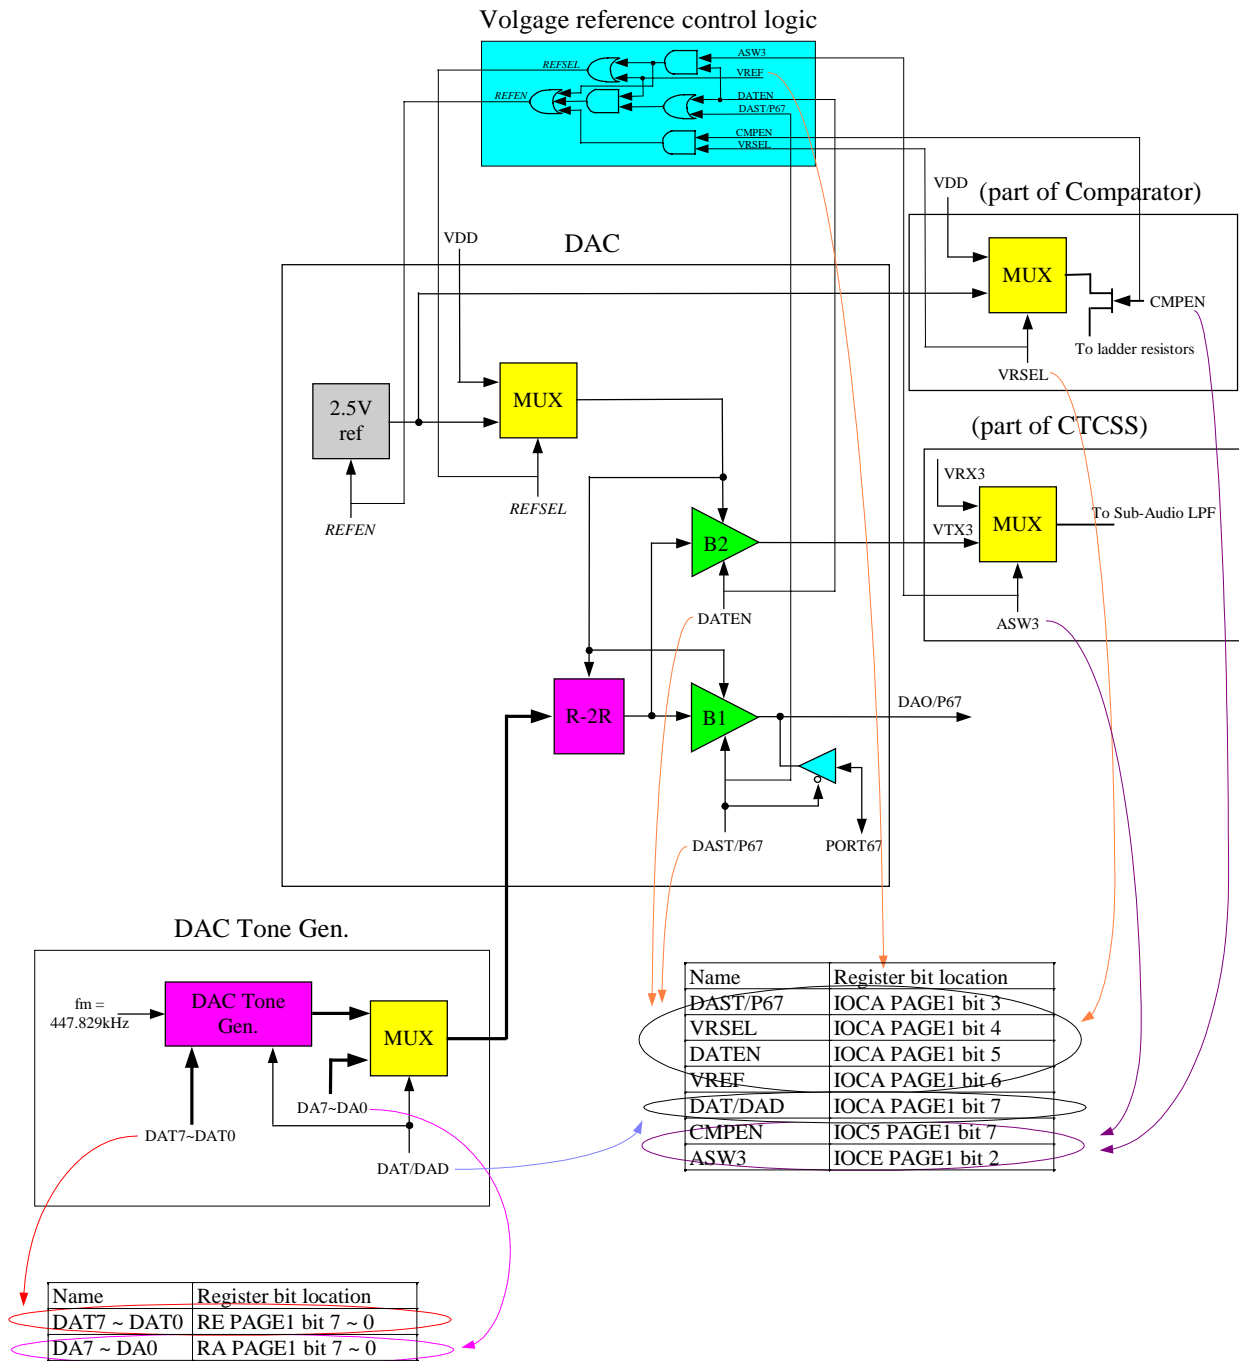 Volgage reference control logic
ASW3
REFSEL
VREF
REFEN
DATEN
DAST/P67
CMPEN
VRSEL
VDD
(part of Comparator)
MUX
CMPEN
To ladder resistors
VRSEL
VDD
DAC
MUX
2.5V
ref
REFSEL
REFEN
(part of CTCSS)
VRX3
MUX
To Sub-Audio LPF
VTX3
ASW3
B2
DATEN
R-2R
B1
DAO/P67
DAST/P67
PORT67
DAC Tone Gen.
fm =
447.829kHz
DAC Tone
Gen.
MUX
DA7~DA0
DAT7~DAT0
DAT/DAD
Name Register bit location
DAST/P67 IOCA PAGE1 bit 3
VRSEL IOCA PAGE1 bit 4
DATEN IOCA PAGE1 bit 5
VREF IOCA PAGE1 bit 6
DAT/DAD IOCA PAGE1 bit 7
CMPEN IOC5 PAGE1 bit 7
ASW3 IOCE PAGE1 bit 2
Name Register bit location
DAT7 ~ DAT0 RE PAGE1 bit 7 ~ 0
DA7 ~ DA0 RA PAGE1 bit 7 ~ 0